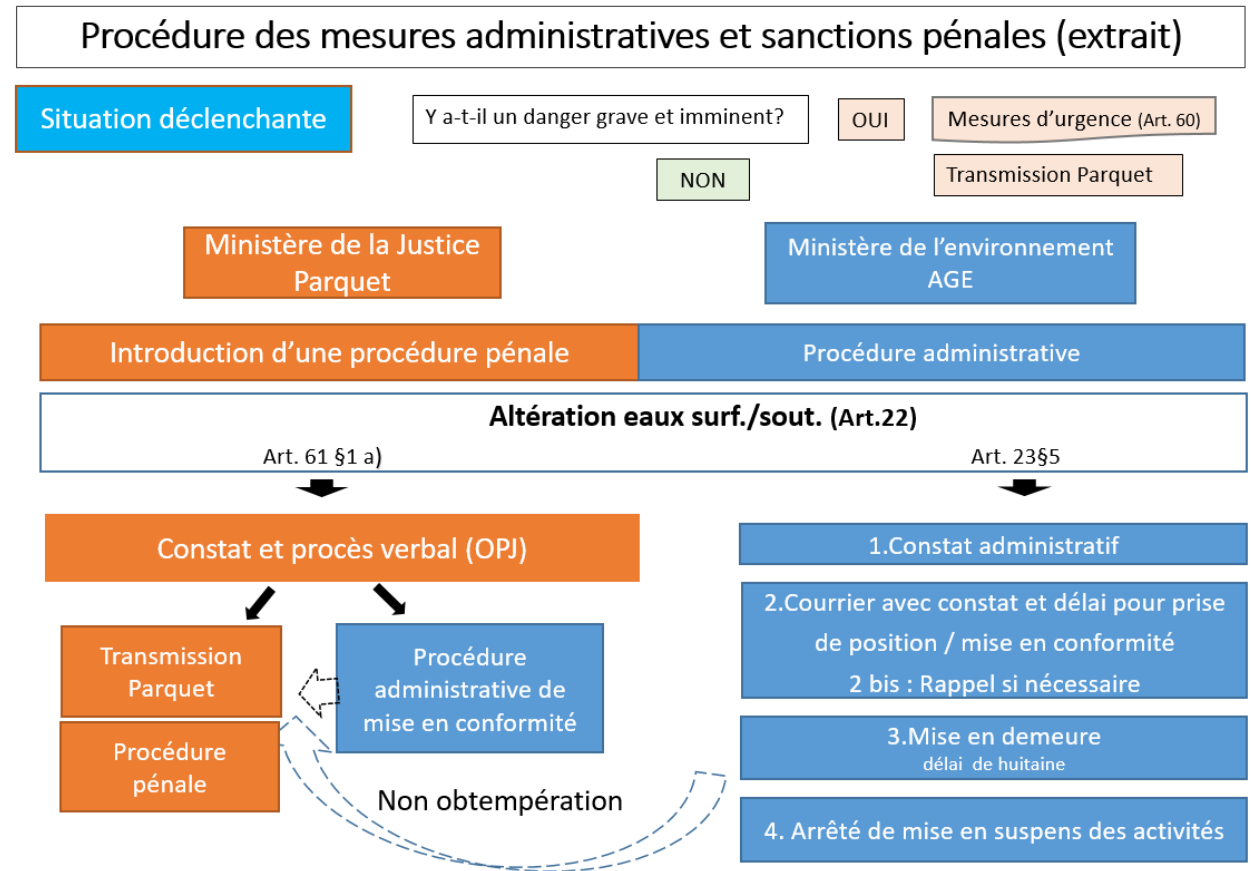 Procédure des mesures administratives et sanctions pénales (extrait)
Situation déclenchante
Y a-t-il un danger grave et imminent?
OUI
Mesures d’urgence (Art. 60)
NON
Transmission Parquet
Ministère de la Justice
Parquet
Ministère de l’environnement
AGE
Introduction d’une procédure pénale
Procédure administrative
Altération eaux surf./sout. (Art.22)
Art. 61 §1 a)
Art. 23§5
Constat et procès verbal (OPJ)
Transmission
Parquet
Procédure
pénale
Procédure
administrative de
mise en conformité
Non obtempération
1.Constat administratif
2.Courrier avec constat et délai pour prise
de position / mise en conformité
2 bis : Rappel si nécessaire
3.Mise en demeure
délai de huitaine
4. Arrêté de mise en suspens des activités